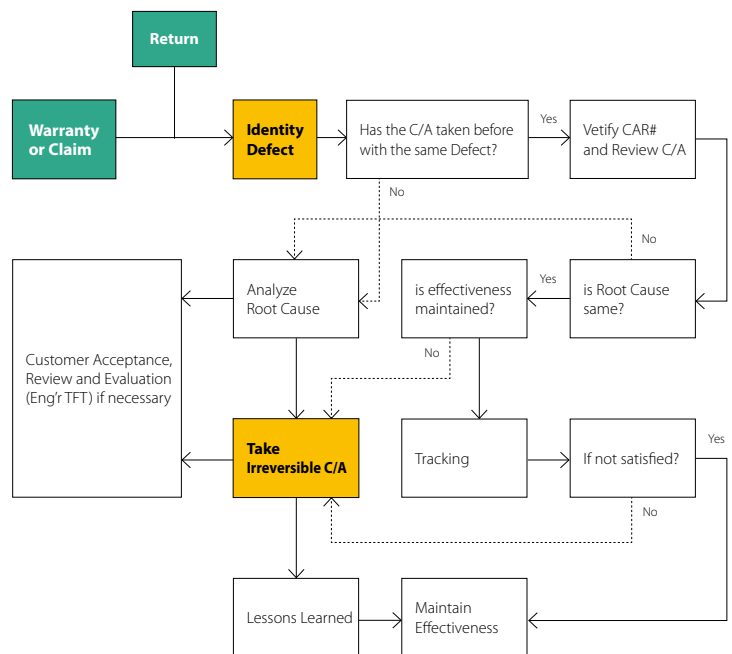 Return
Warranty
or Claim
Identity
Defect
Has the C/A taken before
with the same Defect?
Yes
Vetify CAR#
and Review C/A
No
No
Analyze
Root Cause
is effectiveness
maintained?
Yes
is Root Cause
same?
Customer Acceptance,
Review and Evaluation
(Eng'r TFT) if necessary
No
Take
Irreversible C/A
Tracking
If not satisfied?
Yes
No
Lessons Learned
Maintain
Effectiveness